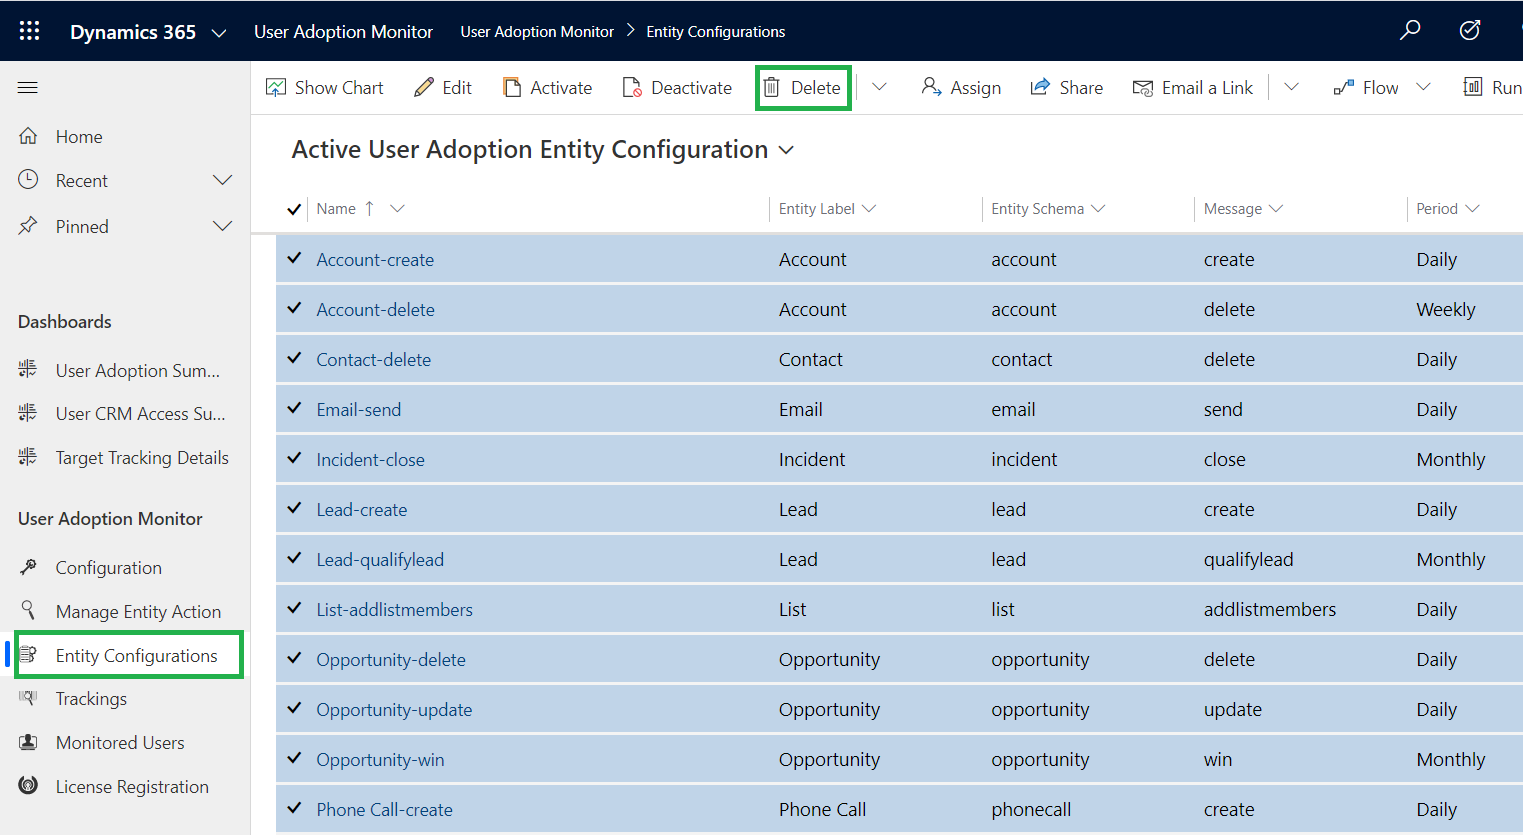 Dynamics 365 User Adoption Monitor User Adoption Monitor Entity Configurations
Show Chart Edit Activate Deactivate Delete Assign Share Email a Link Flow Run
Home
Recent
Pinned
Dashboards
User Adoption Sum...
User CRM Access Su...
Target Tracking Details
User Adoption Monitor
Configuration
Manage Entity Action
Entity Configurations
Trackings
Monitored Users
License Registration
Active User Adoption Entity Configuration
Name Entity Label Entity Schema Message Period
Account-create Account account create Daily
Account-delete Account account delete Weekly
Contact-delete Contact contact delete Daily
Email-send Email email send Daily
Incident-close Incident incident close Monthly
Lead-create Lead lead create Daily
Lead-qualifylead Lead lead qualifylead Monthly
List-addlistmembers List list addlistmembers Daily
Opportunity-delete Opportunity opportunity delete Daily
Opportunity-update Opportunity opportunity update Daily
Opportunity-win Opportunity opportunity win Monthly
Phone Call-create Phone Call phonecall create Daily